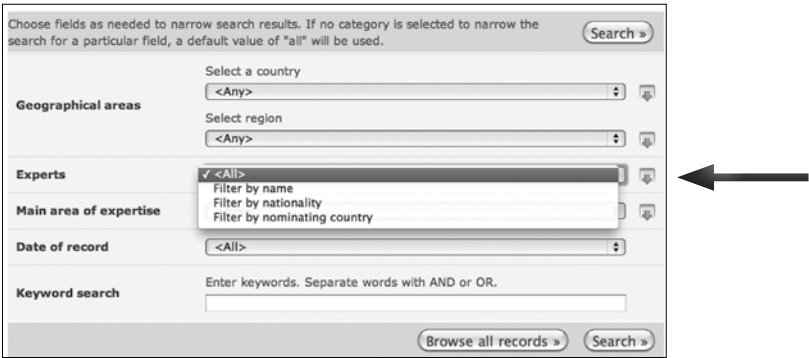 Choose fields as needed to narrow search results. If no category is selected to narrow the
search for a particular field, a default value of "all" will be used.
Search »
Geographical areas
Select a country
<Any>
Select region
<Any>
Experts
✓ <All>
Filter by name
Filter by nationality
Filter by nominating country
Main area of expertise
Date of record
<All>
Keyword search
Enter keywords. Separate words with AND or OR.
Browse all records »
Search »